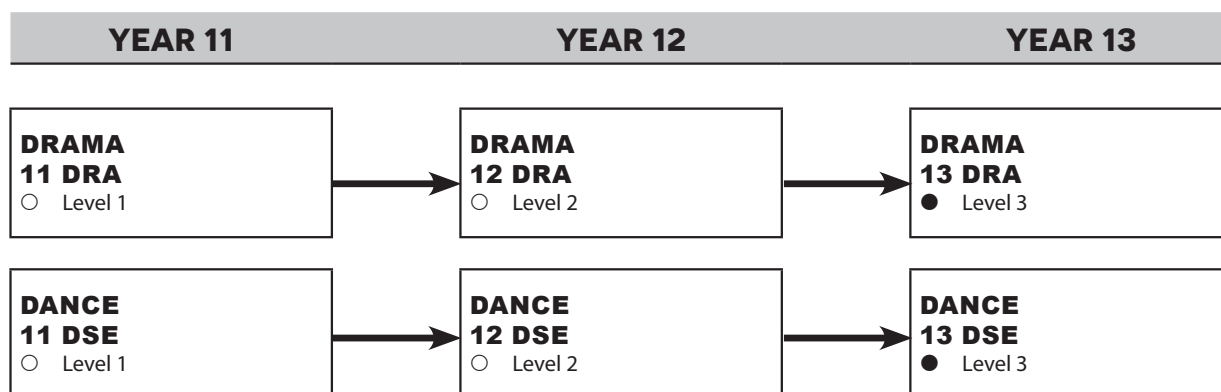 YEAR 11 YEAR 12 YEAR 13
DRAMA
11 DRA
○ Level 1
DRAMA
12 DRA
○ Level 2
DRAMA
13 DRA
● Level 3
DANCE
11 DSE
○ Level 1
DANCE
12 DSE
○ Level 2
DANCE
13 DSE
● Level 3